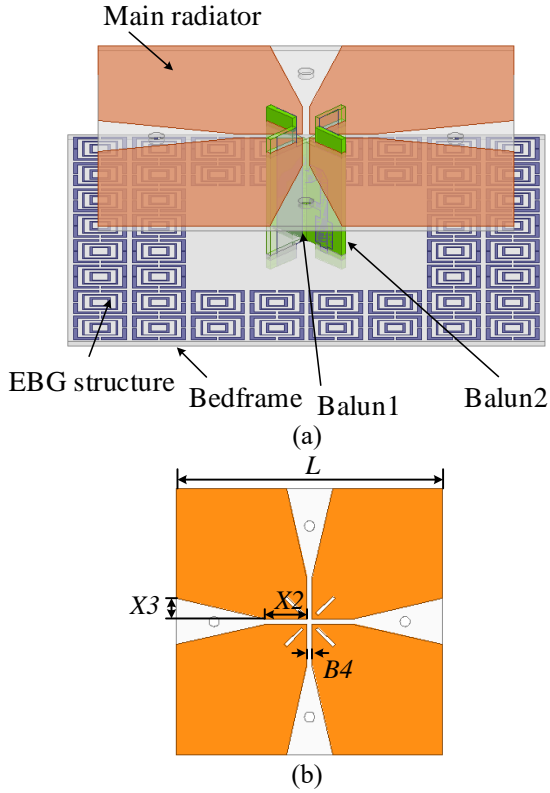 Main radiator
EBG structure
Bedframe
Balun1
Balun2
(a)
L
X3
X2
B4
(b)